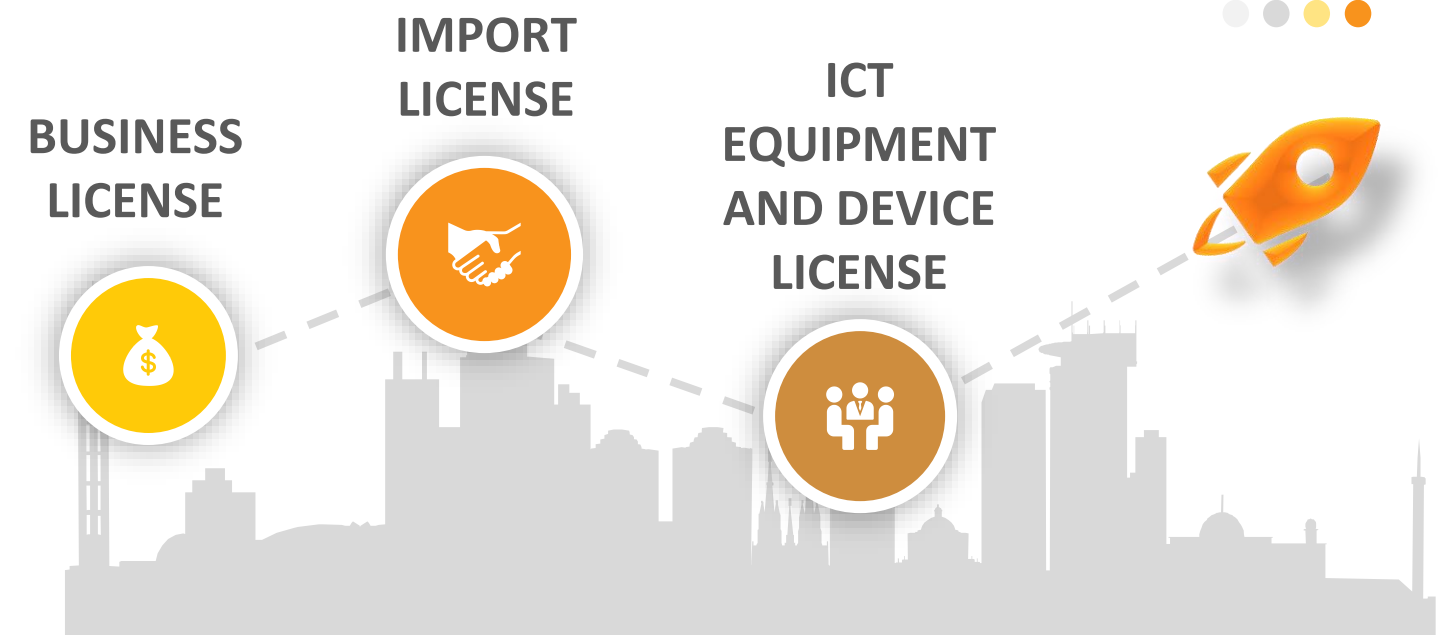 BUSINESS
LICENSE
IMPORT
LICENSE
ICT
EQUIPMENT
AND DEVICE
LICENSE
$